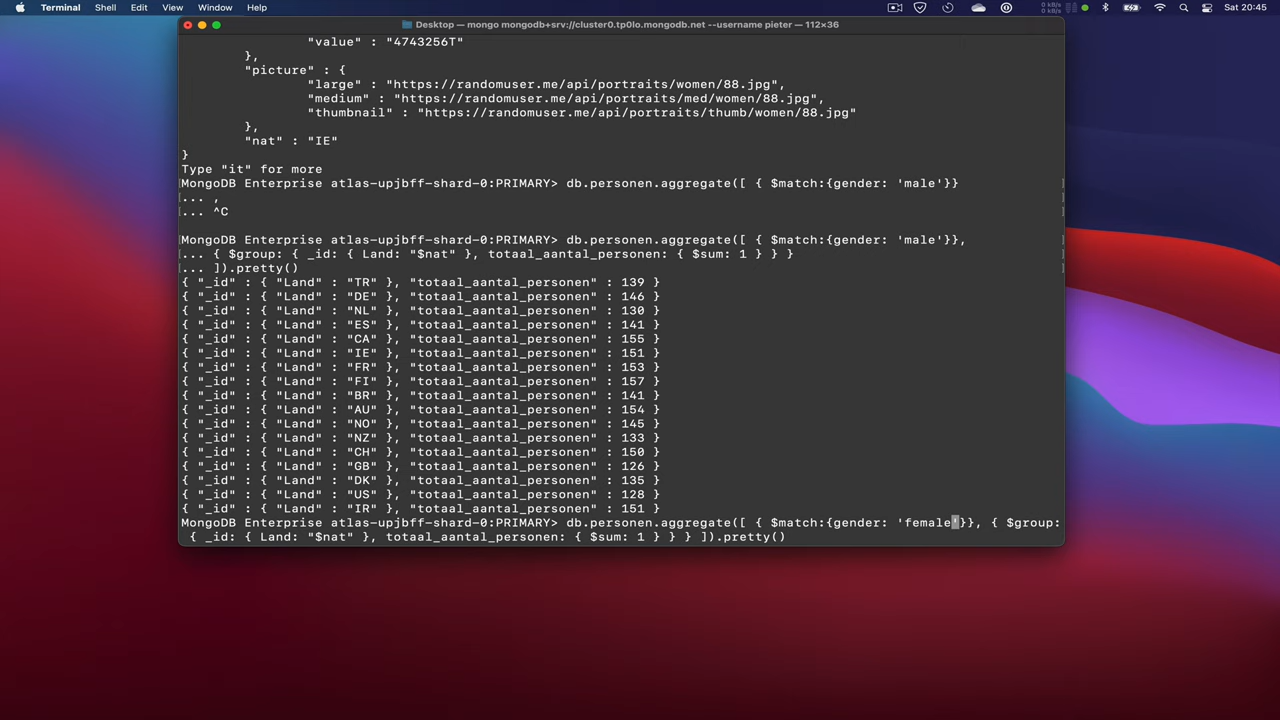 Terminal Shell Edit View Window Help 0 kB/s 0 kB/s Sat 20:45
Desktop — mongo mongodb+srv://cluster0.tp0lo.mongodb.net --username pieter — 112×36
"value" : "4743256T"
},
"picture" : {
"large" : "https://randomuser.me/api/portraits/women/88.jpg",
"medium" : "https://randomuser.me/api/portraits/med/women/88.jpg",
"thumbnail" : "https://randomuser.me/api/portraits/thumb/women/88.jpg"
},
"nat" : "IE"
}
Type "it" for more
MongoDB Enterprise atlas-upjbff-shard-0:PRIMARY> db.personen.aggregate([ { $match:{gender: 'male'}}
... ,
... ^C
MongoDB Enterprise atlas-upjbff-shard-0:PRIMARY> db.personen.aggregate([ { $match:{gender: 'male'}},
... { $group: { _id: { Land: "$nat" }, totaal_aantal_personen: { $sum: 1 } } }
... ]).pretty()
{ "_id" : { "Land" : "TR" }, "totaal_aantal_personen" : 139 }
{ "_id" : { "Land" : "DE" }, "totaal_aantal_personen" : 146 }
{ "_id" : { "Land" : "NL" }, "totaal_aantal_personen" : 130 }
{ "_id" : { "Land" : "ES" }, "totaal_aantal_personen" : 141 }
{ "_id" : { "Land" : "CA" }, "totaal_aantal_personen" : 155 }
{ "_id" : { "Land" : "IE" }, "totaal_aantal_personen" : 151 }
{ "_id" : { "Land" : "FR" }, "totaal_aantal_personen" : 153 }
{ "_id" : { "Land" : "FI" }, "totaal_aantal_personen" : 157 }
{ "_id" : { "Land" : "BR" }, "totaal_aantal_personen" : 141 }
{ "_id" : { "Land" : "AU" }, "totaal_aantal_personen" : 154 }
{ "_id" : { "Land" : "NO" }, "totaal_aantal_personen" : 145 }
{ "_id" : { "Land" : "NZ" }, "totaal_aantal_personen" : 133 }
{ "_id" : { "Land" : "CH" }, "totaal_aantal_personen" : 150 }
{ "_id" : { "Land" : "GB" }, "totaal_aantal_personen" : 126 }
{ "_id" : { "Land" : "DK" }, "totaal_aantal_personen" : 135 }
{ "_id" : { "Land" : "US" }, "totaal_aantal_personen" : 128 }
{ "_id" : { "Land" : "IR" }, "totaal_aantal_personen" : 151 }
MongoDB Enterprise atlas-upjbff-shard-0:PRIMARY> db.personen.aggregate([ { $match:{gender: 'female'}}, { $group:
{ _id: { Land: "$nat" }, totaal_aantal_personen: { $sum: 1 } } } ]).pretty()